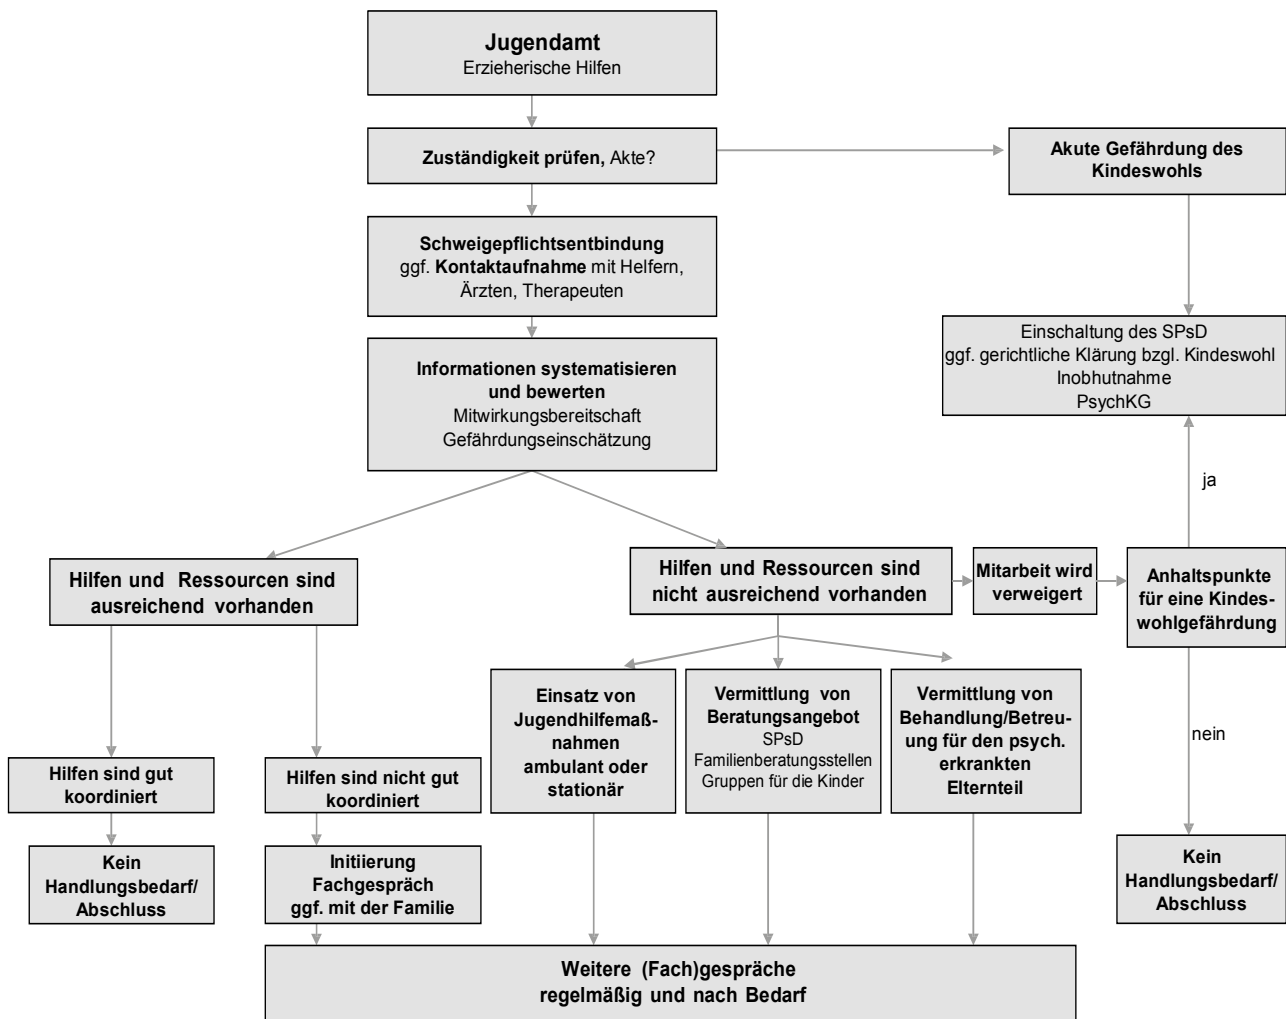 Jugendamt
Erzieherische Hilfen
Zuständigkeit prüfen, Akte?
Akute Gefährdung des
Kindeswohls
Schweigepflichtsentbindung
ggf. Kontaktaufnahme mit Helfern,
Ärzten, Therapeuten
Einschaltung des SPsD
ggf. gerichtliche Klärung bzgl. Kindeswohl
Inobhutnahme
PsychKG
Informationen systematisieren
und bewerten
Mitwirkungsbereitschaft
Gefährdungseinschätzung
ja
Hilfen und Ressourcen sind
ausreichend vorhanden
Hilfen und Ressourcen sind
nicht ausreichend vorhanden
Mitarbeit wird
verweigert
Anhaltspunkte
für eine Kindes-
wohlgefährdung
Einsatz von
Jugendhilfemaß-
nahmen
ambulant oder
stationär
Vermittlung von
Beratungsangebot
SPsD
Familienberatungsstellen
Gruppen für die Kinder
Vermittlung von
Behandlung/Betreu-
ung für den psych.
erkrankten
Elternteil
nein
Hilfen sind gut
koordiniert
Hilfen sind nicht gut
koordiniert
Kein
Handlungsbedarf/
Abschluss
Initiierung
Fachgespräch
ggf. mit der Familie
Kein
Handlungsbedarf/
Abschluss
Weitere (Fach)gespräche
regelmäßig und nach Bedarf